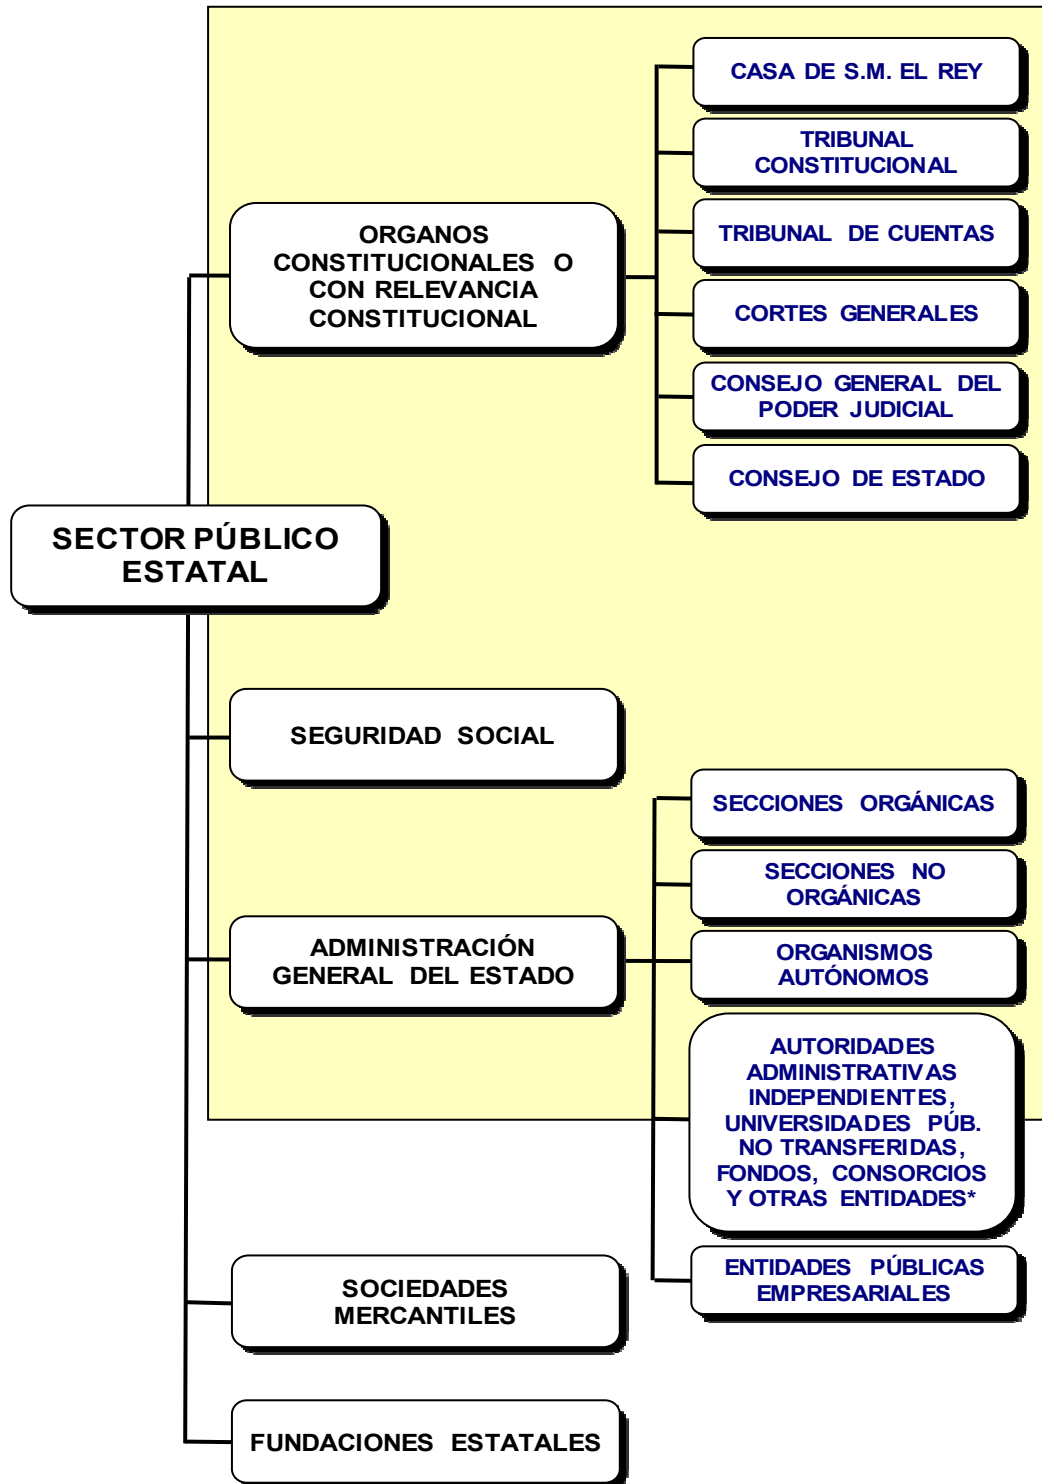 CASA DE S.M. EL REY
TRIBUNAL
CONSTITUCIONAL
TRIBUNAL DE CUENTAS
ORGANOS
CONSTITUCIONALES O
CON RELEVANCIA
CONSTITUCIONAL
CORTES GENERALES
CONSEJO GENERAL DEL
PODER JUDICIAL
CONSEJO DE ESTADO
SECTOR PÚBLICO
ESTATAL
SEGURIDAD SOCIAL
SECCIONES ORGÁNICAS
SECCIONES NO
ORGÁNICAS
ADMINISTRACIÓN
GENERAL DEL ESTADO
ORGANISMOS
AUTÓNOMOS
AUTORIDADES
ADMINISTRATIVAS
INDEPENDIENTES,
UNIVERSIDADES PÚB.
NO TRANSFERIDAS,
FONDOS, CONSORCIOS
Y OTRAS ENTIDADES*
ENTIDADES PÚBLICAS
EMPRESARIALES
SOCIEDADES
MERCANTILES
FUNDACIONES ESTATALES